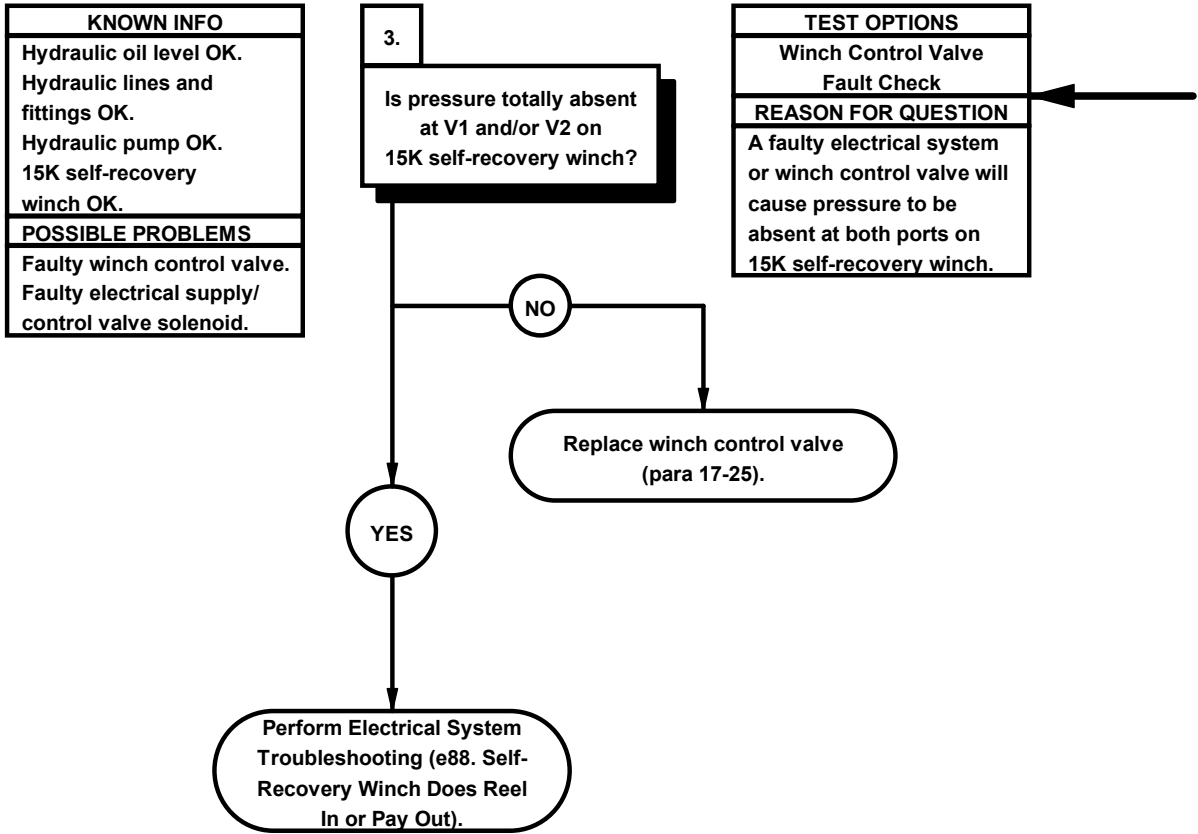 KNOWN INFO
Hydraulic oil level OK.
Hydraulic lines and
fittings OK.
Hydraulic pump OK.
15K self-recovery
winch OK.
POSSIBLE PROBLEMS
Faulty winch control valve.
Faulty electrical supply/
control valve solenoid.
3.
Is pressure totally absent
at V1 and/or V2 on
15K self-recovery winch?
TEST OPTIONS
Winch Control Valve
Fault Check
REASON FOR QUESTION
A faulty electrical system
or winch control valve will
cause pressure to be
absent at both ports on
15K self-recovery winch.
NO
Replace winch control valve
(para 17-25).
YES
Perform Electrical System
Troubleshooting (e88. Self-
Recovery Winch Does Reel
In or Pay Out).